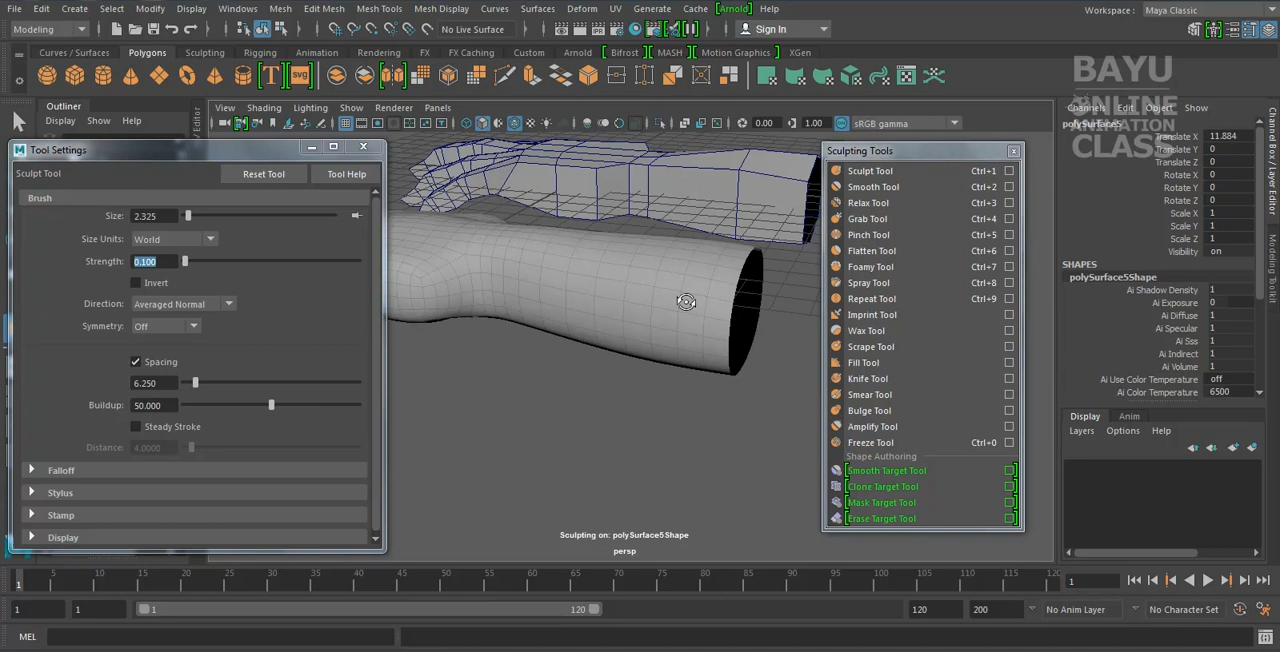 File Edit Create Select Modify Display Windows Mesh Edit Mesh Mesh Tools Mesh Display Curves Surfaces Deform UV Generate Cache Arnold Help Workspace: Maya Classic
Modeling No Live Surface Sign In
Curves / Surfaces Polygons Sculpting Rigging Animation Rendering FX FX Caching Custom Arnold Bifrost MASH Motion Graphics XGen
T SVG
BAYU
ONLINE
ANIMATION
CLASS
Outliner
Display Show Help
View Shading Lighting Show Renderer Panels
0.00 1.00 sRGB gamma
Channels Edit Object Show
polySurface5
Translate X 11.884
Translate Y 0
Translate Z 0
Rotate X 0
Rotate Y 0
Rotate Z 0
Scale X 1
Scale Y 1
Scale Z 1
Visibility on
SHAPES
polySurface5Shape
Ai Shadow Density 1
Ai Exposure 0
Ai Diffuse 1
Ai Specular 1
Ai Sss 1
Ai Indirect 1
Ai Volume 1
Ai Use Color Temperature off
Ai Color Temperature 6500
Channel Box / Layer Editor
Modeling Toolkit
Tool Settings
Sculpt Tool Reset Tool Tool Help
Brush
Size: 2.325
Size Units: World
Strength: 0.100
Invert
Direction: Averaged Normal
Symmetry: Off
Spacing
6.250
Buildup: 50.000
Steady Stroke
Distance: 4.0000
Falloff
Stylus
Stamp
Display
Sculpting Tools
Sculpt Tool Ctrl+1
Smooth Tool Ctrl+2
Relax Tool Ctrl+3
Grab Tool Ctrl+4
Pinch Tool Ctrl+5
Flatten Tool Ctrl+6
Foamy Tool Ctrl+7
Spray Tool Ctrl+8
Repeat Tool Ctrl+9
Imprint Tool
Wax Tool
Scrape Tool
Fill Tool
Knife Tool
Smear Tool
Bulge Tool
Amplify Tool
Freeze Tool Ctrl+0
Shape Authoring
Smooth Target Tool
Clone Target Tool
Mask Target Tool
Erase Target Tool
Sculpting on: polySurface5Shape
persp
Display Anim
Layers Options Help
1 5 10 15 20 25 30 35 40 45 50 55 60 65 70 75 80 85 90 95 100 105 110 115 120 1
1 1 1 120 120 200 No Anim Layer No Character Set
MEL